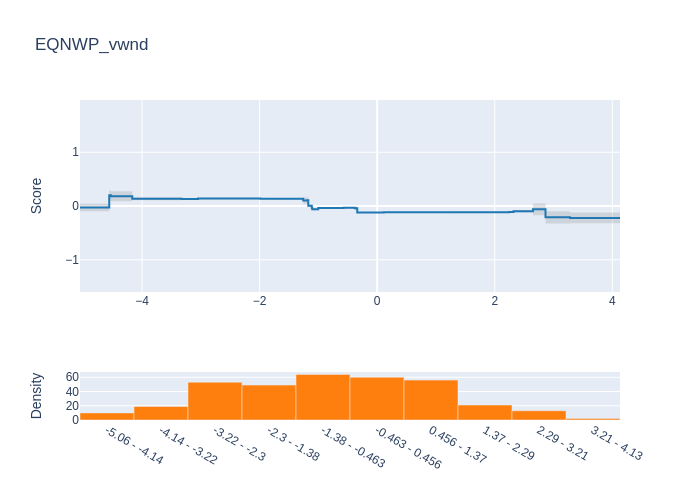 EQNWP_vwnd
Score
1
0
−1
−4
−2
0
2
4
Density
60
40
20
0
-5.06 - -4.14
-4.14 - -3.22
-3.22 - -2.3
-2.3 - -1.38
-1.38 - -0.463
-0.463 - 0.456
0.456 - 1.37
1.37 - 2.29
2.29 - 3.21
3.21 - 4.13